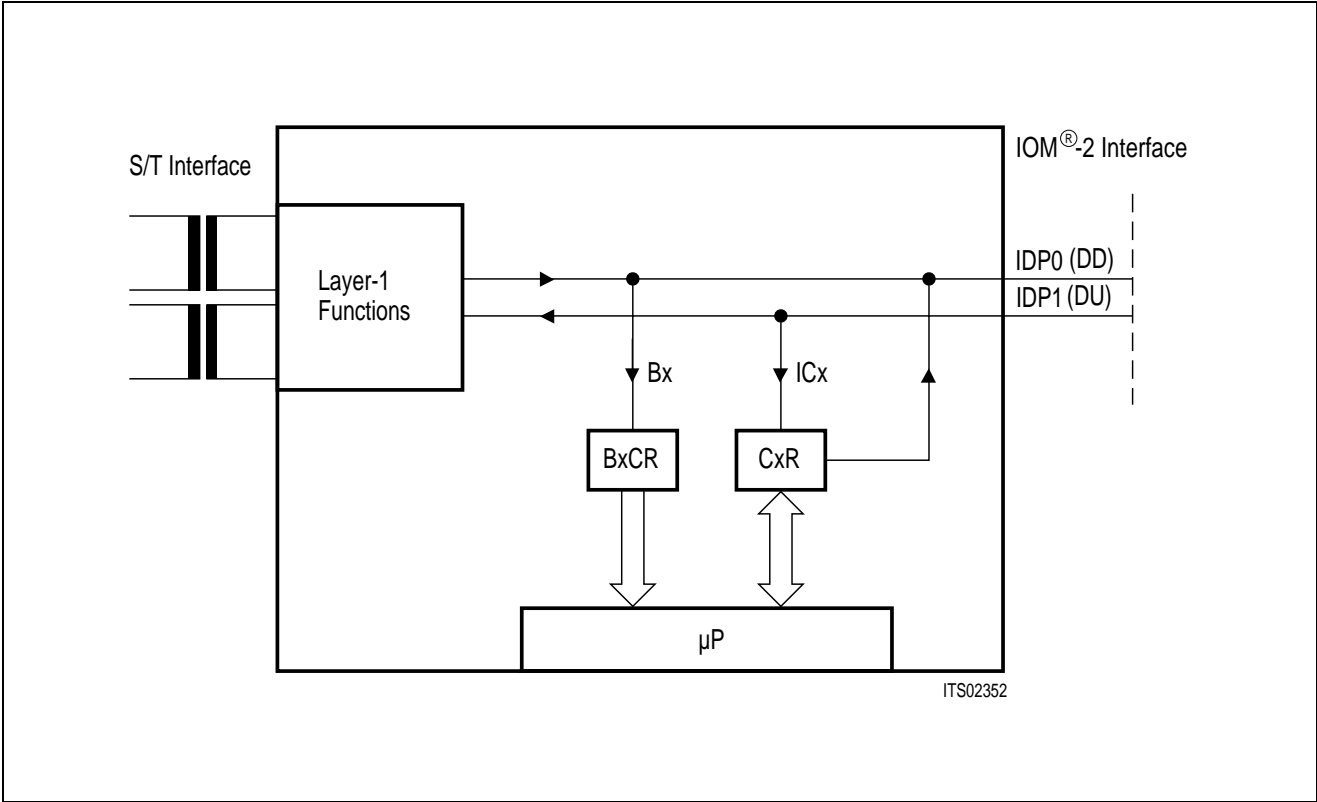 S/T Interface
IOM®-2 Interface
Layer-1
Functions
IDP0 (DD)
IDP1 (DU)
Bx
ICx
BxCR
CxR
µP
ITS02352